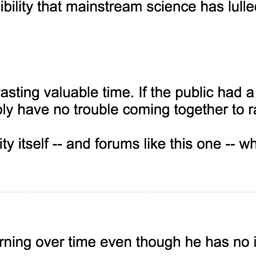 ibility that mainstream science has lulle
asting valuable time. If the public had a
ly have no trouble coming together to ra
ity itself -- and forums like this one -- wh
rning over time even though he has no i